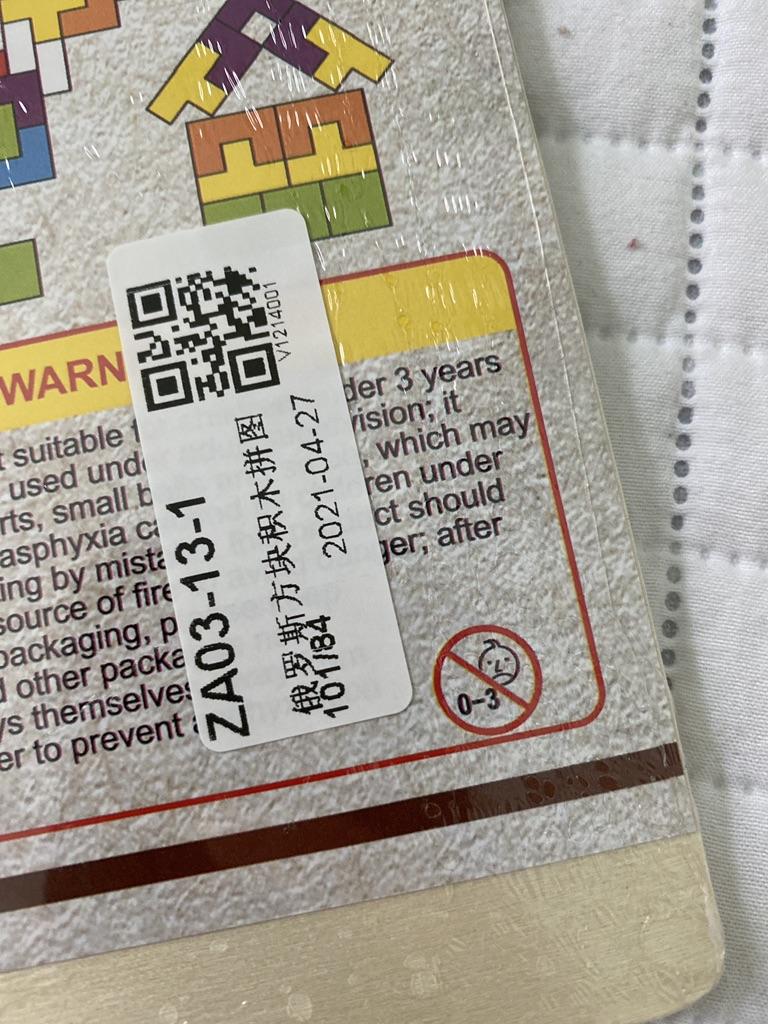 WARN
t suitable
der 3 years
used und
vision; it
rts, small b
, which may
asphyxia c
ren under
ing by mista
ct should
source of fire
ger; after
packaging, p
d other packa
ys themselves
er to prevent
0-3
V1214001
俄罗斯方块积木拼图
2021-04-27
101/84
ZA03-13-1